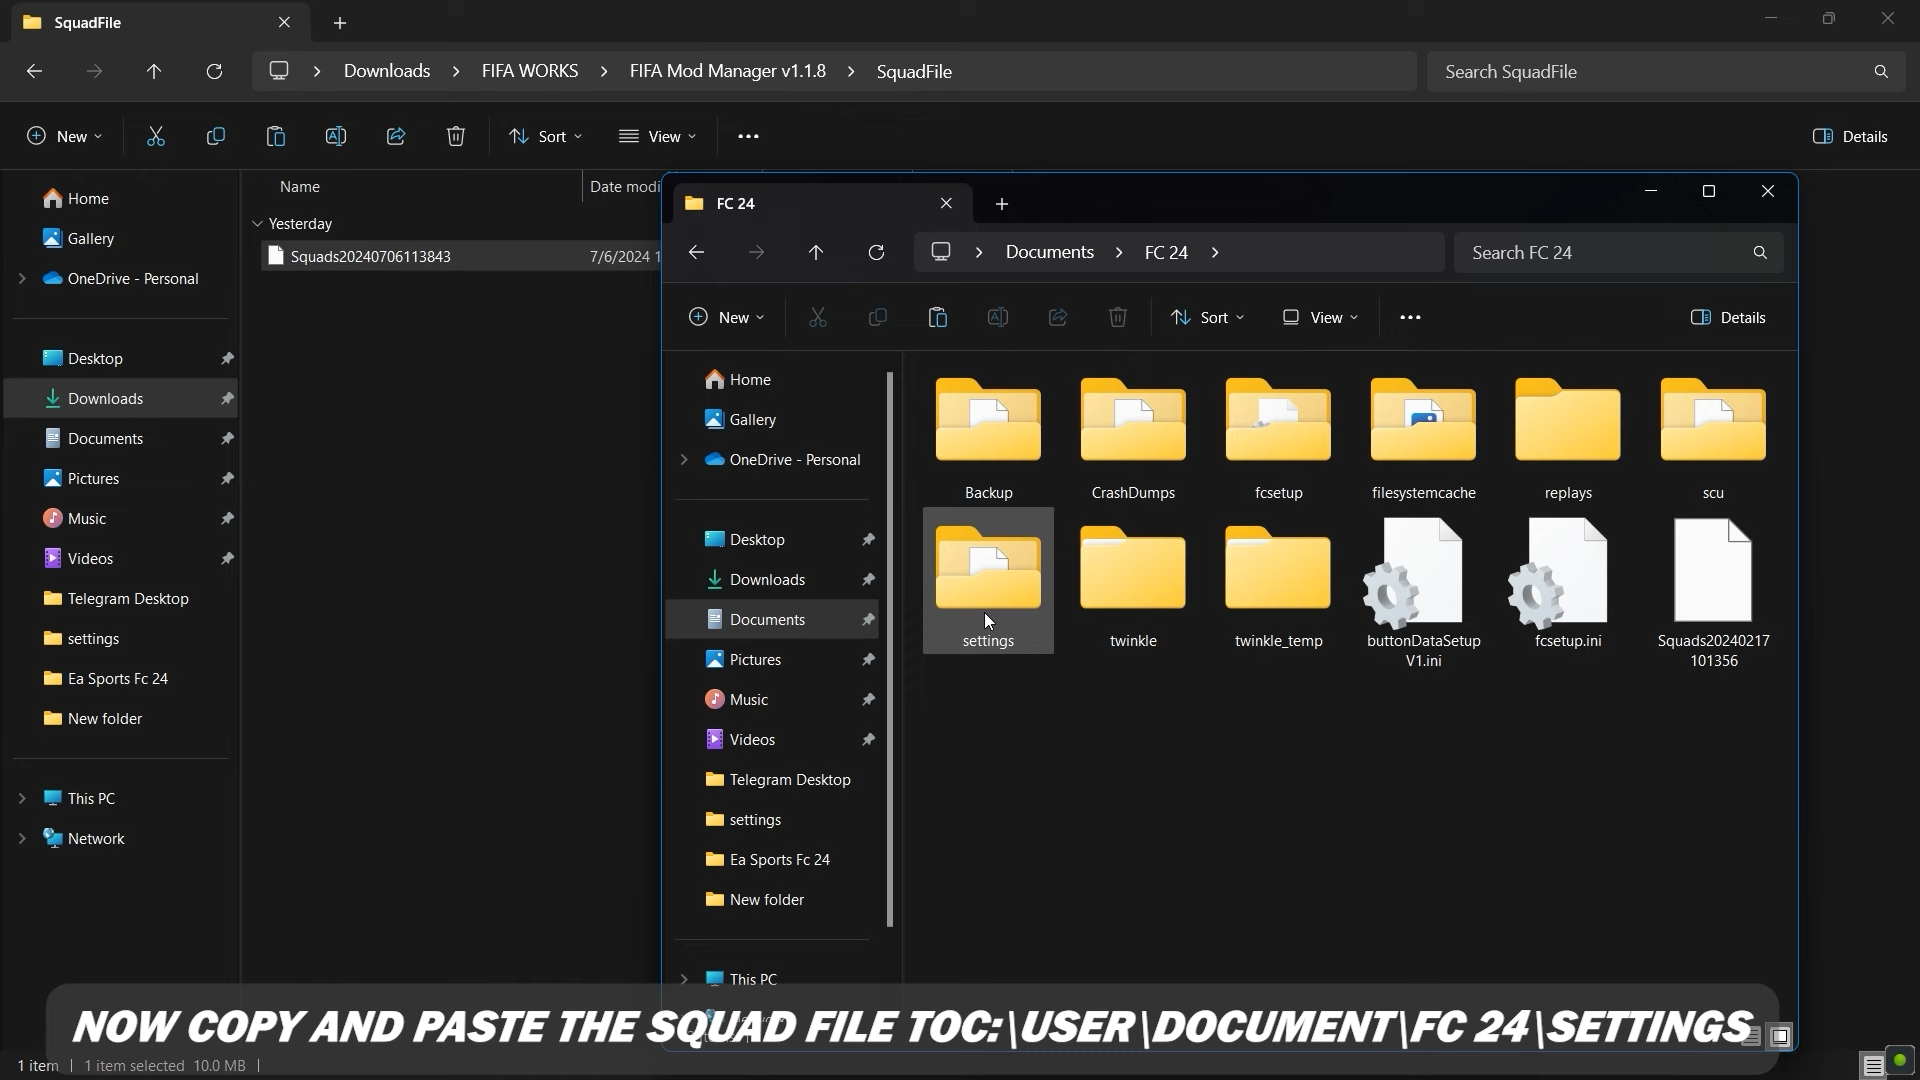 SquadFile
Downloads
FIFA WORKS
FIFA Mod Manager v1.1.8
SquadFile
Search SquadFile
New
Sort
View
Details
Home
Gallery
OneDrive - Personal
Desktop
Downloads
Documents
Pictures
Music
Videos
Telegram Desktop
settings
Ea Sports Fc 24
New folder
This PC
Network
Name
Date modi
Yesterday
Squads20240706113843
7/6/2024 1
FC 24
Documents
FC 24
Search FC 24
New
Sort
View
Details
Home
Gallery
OneDrive - Personal
Desktop
Downloads
Documents
Pictures
Music
Videos
Telegram Desktop
settings
Ea Sports Fc 24
New folder
This PC
Backup
CrashDumps
fcsetup
filesystemcache
replays
scu
settings
twinkle
twinkle_temp
buttonDataSetup
V1.ini
fcsetup.ini
Squads20240217
101356
NOW COPY AND PASTE THE SQUAD FILE TOC:\USER\DOCUMENT\FC 24\SETTINGS
1 item
1 item selected 10.0 MB